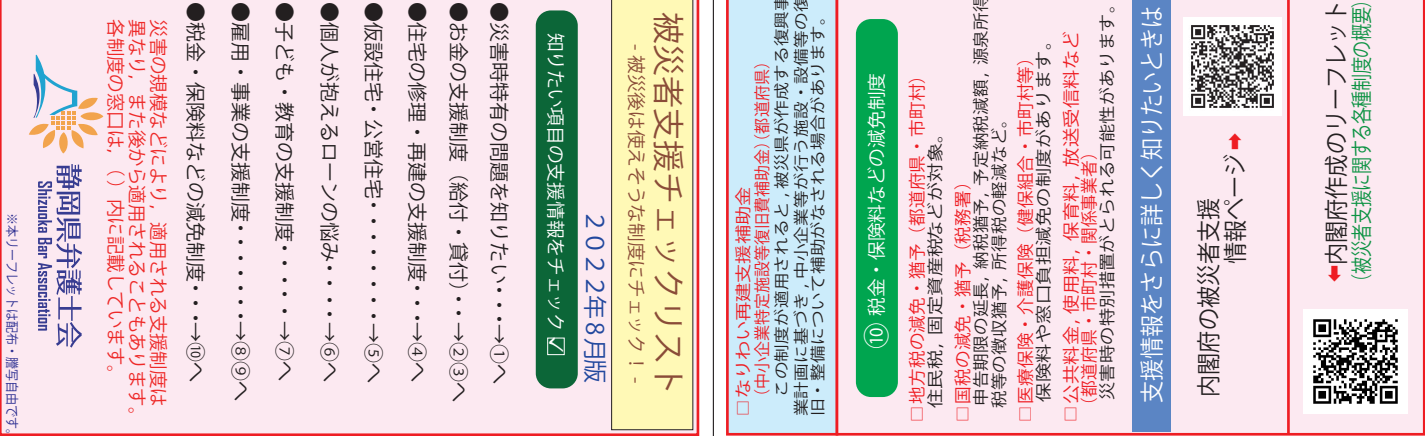 被災者支援チェックリスト
- 被災後は使えそうな制度にチェック！ -
2022年8月版
知りたい項目の支援情報をチェック ☑
●災害時特有の問題を知りたい・・・→①へ
●お金の支援制度（給付・貸付）・・→②③へ
●住宅の修理・再建の支援制度・・・→④へ
●仮設住宅・公営住宅・・・・・・・→⑤へ
●個人が抱えるローンの悩み・・・・→⑥へ
●子ども・教育の支援制度・・・・・→⑦へ
●雇用・事業の支援制度・・・・・・→⑧⑨へ
●税金・保険料などの減免制度・・・→⑩へ
災害の規模などにより，適用される支援制度は
異なり，また後から適用されることもあります。
各制度の窓口は，（）内に記載しています。
静岡県弁護士会
Shizuoka Bar Association
※本リーフレットは配布・謄写自由です。
□なりわい再建支援補助金
（中小企業特定施設等復旧費補助金）（都道府県）
この制度が適用されると，被災県が作成する復興事
業計画に基づき，中小企業等が行う施設・設備等の復
旧・整備について補助がなされる場合があります。
⑩ 税金・保険料などの減免制度
□地方税の減免・猶予（都道府県・市町村）
住民税，固定資産税などが対象。
□国税の減免・猶予（税務署）
申告期限の延長，納税猶予，予定納税減額，源泉所得
税等の徴収猶予，所得税の軽減など。
□医療保険・介護保険（健保組合・市町村等）
保険料や窓口負担減免の制度があります。
□公共料金，使用料，保育料，放送受信料など
（都道府県・市町村・関係事業者）
災害時の特別措置がとられる可能性があります。
支援情報をさらに詳しく知りたいときは
内閣府の被災者支援
情報ページ➡
⬅内閣府作成のリーフレット
（被災者支援に関する各種制度の概要）